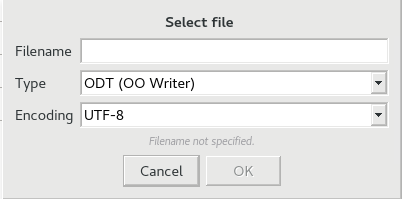 Select file
Filename
Type ODT (OO Writer)
Encoding UTF-8
Filename not specified.
Cancel OK